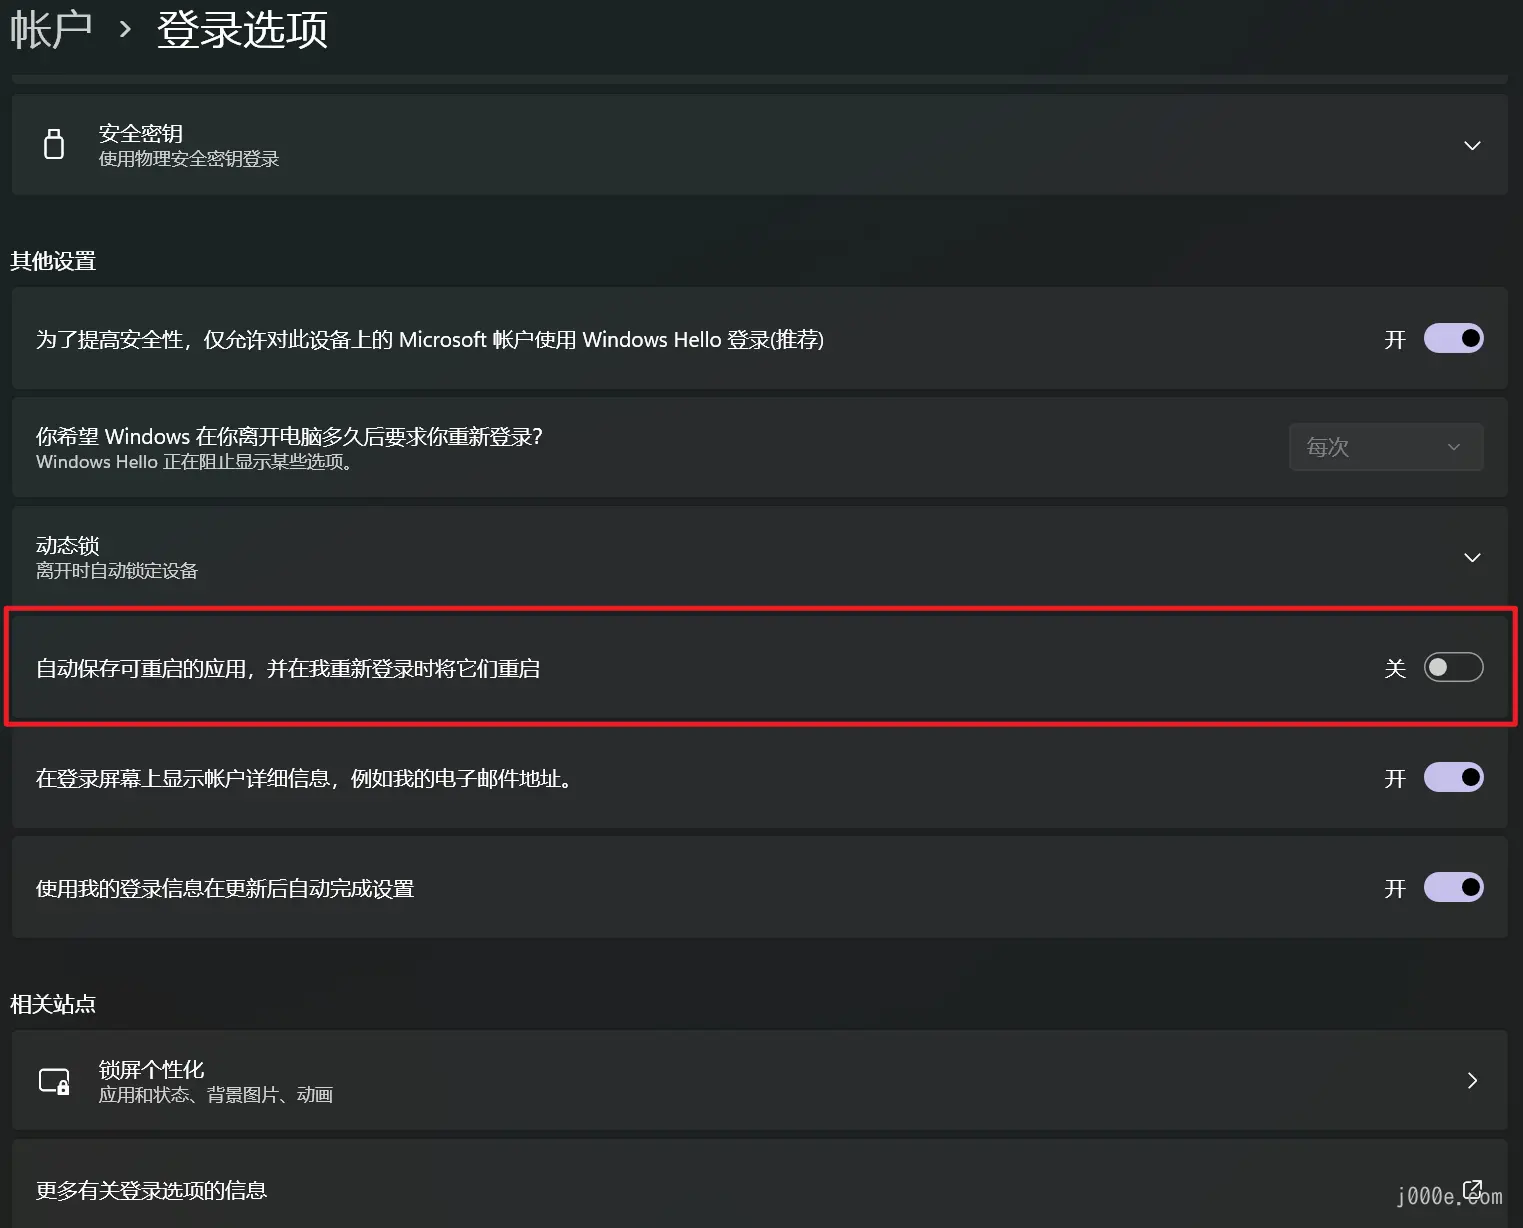 帐户 > 登录选项
安全密钥
使用物理安全密钥登录
其他设置
为了提高安全性，仅允许对此设备上的 Microsoft 帐户使用 Windows Hello 登录(推荐)
开
你希望 Windows 在你离开电脑多久后要求你重新登录？
Windows Hello 正在阻止显示某些选项。
每次
动态锁
离开时自动锁定设备
自动保存可重启的应用，并在我重新登录时将它们重启
关
在登录屏幕上显示帐户详细信息，例如我的电子邮件地址。
开
使用我的登录信息在更新后自动完成设置
开
相关站点
锁屏个性化
应用和状态、背景图片、动画
更多有关登录选项的信息
j000e.com